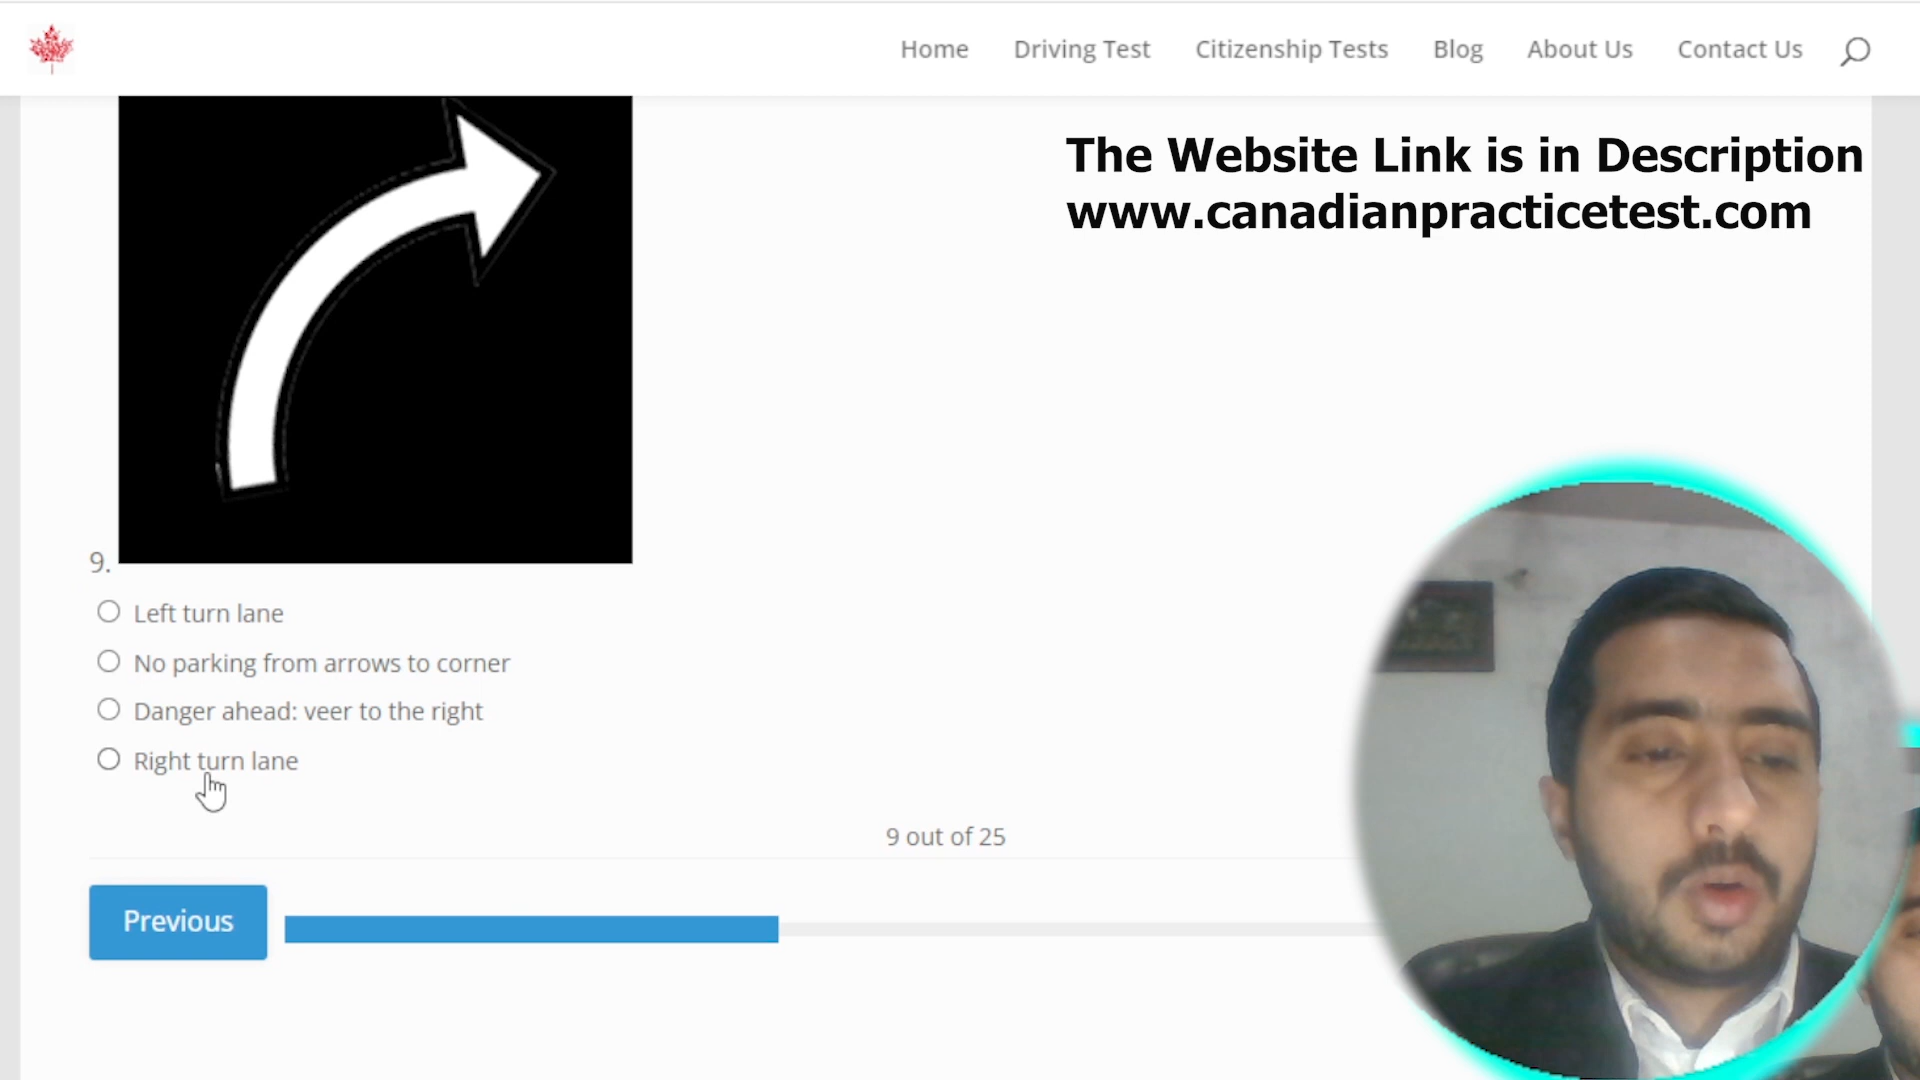 Home Driving Test Citizenship Tests Blog About Us Contact Us
The Website Link is in Description
www.canadianpracticetest.com
9.
Left turn lane
No parking from arrows to corner
Danger ahead: veer to the right
Right turn lane
9 out of 25
Previous